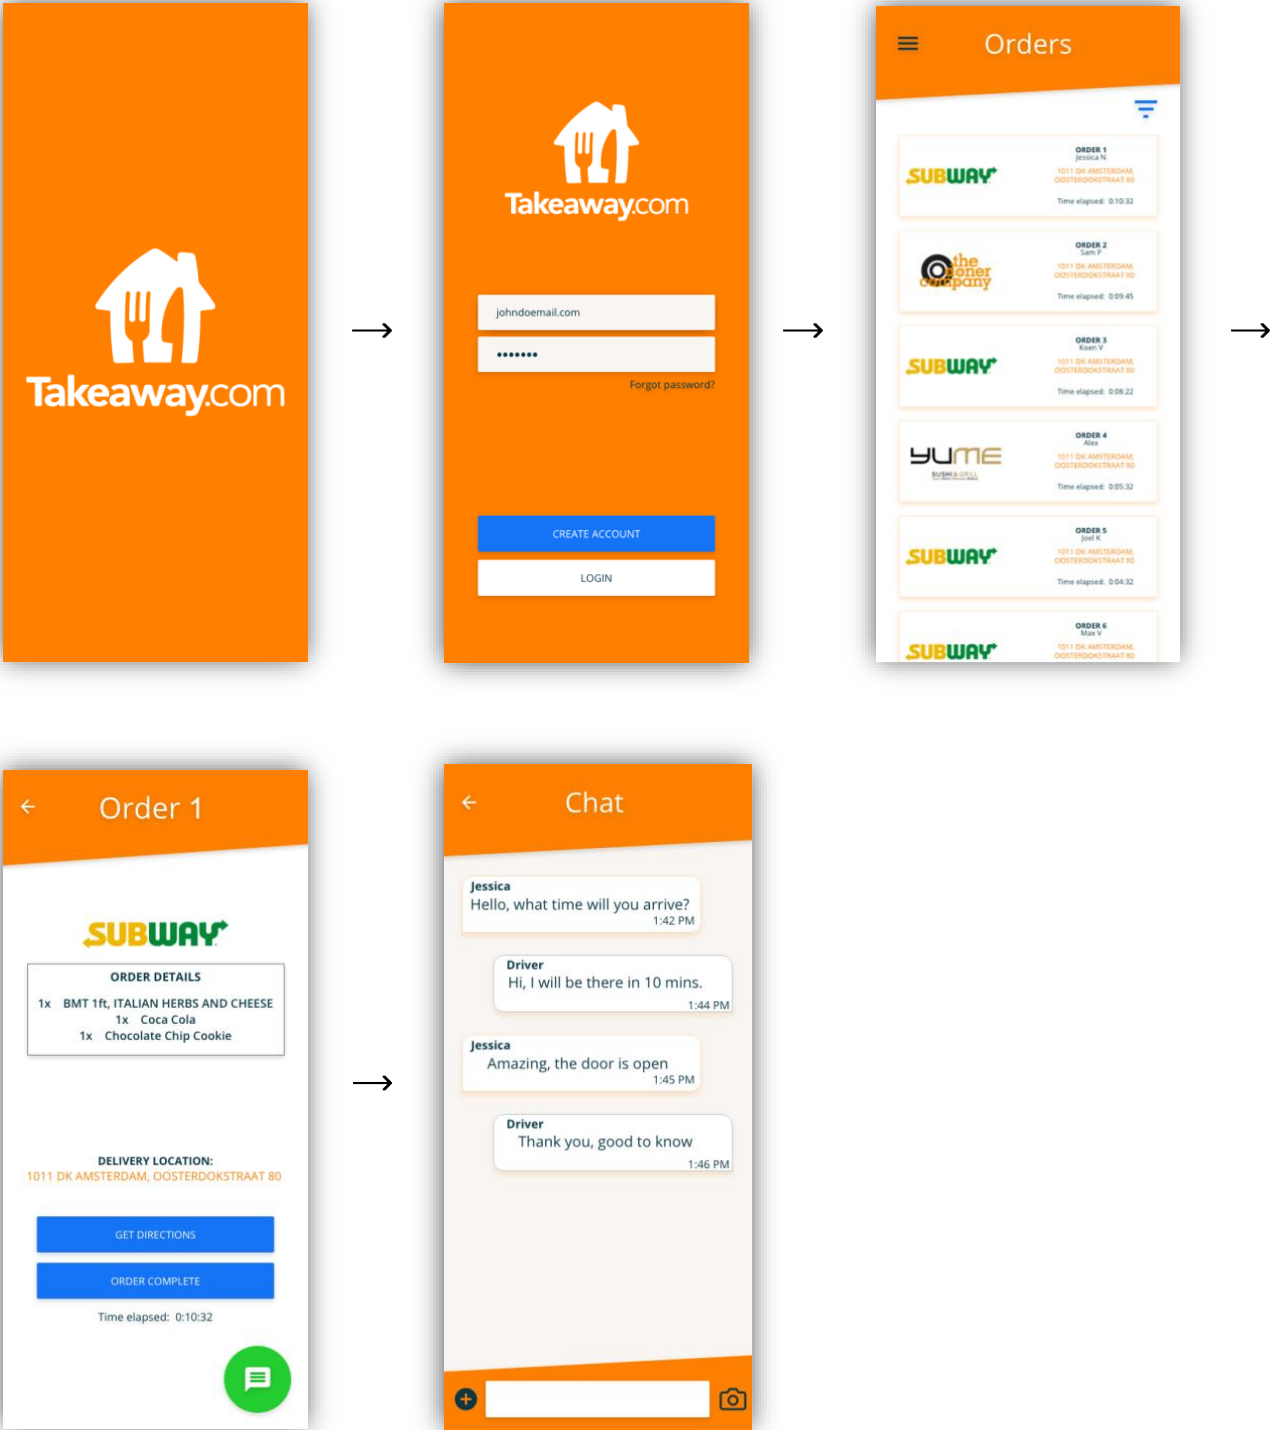 Takeaway.com
Takeaway.com
johndoemail.com
•••••••
Forgot password?
CREATE ACCOUNT
LOGIN
Orders
SUBWAY
ORDER 1
Jessica N
1011 DK AMSTERDAM,
OOSTERDOKSTRAAT 80
Time elapsed: 0:10:32
the
doner
company
ORDER 2
Sam P
1011 DK AMSTERDAM,
OOSTERDOKSTRAAT 80
Time elapsed: 0:09:45
SUBWAY
ORDER 3
Koen V
1011 DK AMSTERDAM,
OOSTERDOKSTRAAT 80
Time elapsed: 0:08:22
YUME
SUSHI & GRILL
ORDER 4
Alex
1011 DK AMSTERDAM,
OOSTERDOKSTRAAT 80
Time elapsed: 0:05:32
SUBWAY
ORDER 5
Joel K
1011 DK AMSTERDAM,
OOSTERDOKSTRAAT 80
Time elapsed: 0:04:32
SUBWAY
ORDER 6
Max V
1011 DK AMSTERDAM,
OOSTERDOKSTRAAT 80
Order 1
SUBWAY
ORDER DETAILS
1x BMT 1ft, ITALIAN HERBS AND CHEESE
1x Coca Cola
1x Chocolate Chip Cookie
DELIVERY LOCATION:
1011 DK AMSTERDAM, OOSTERDOKSTRAAT 80
GET DIRECTIONS
ORDER COMPLETE
Time elapsed: 0:10:32
Chat
Jessica
Hello, what time will you arrive?
1:42 PM
Driver
Hi, I will be there in 10 mins.
1:44 PM
Jessica
Amazing, the door is open
1:45 PM
Driver
Thank you, good to know
1:46 PM